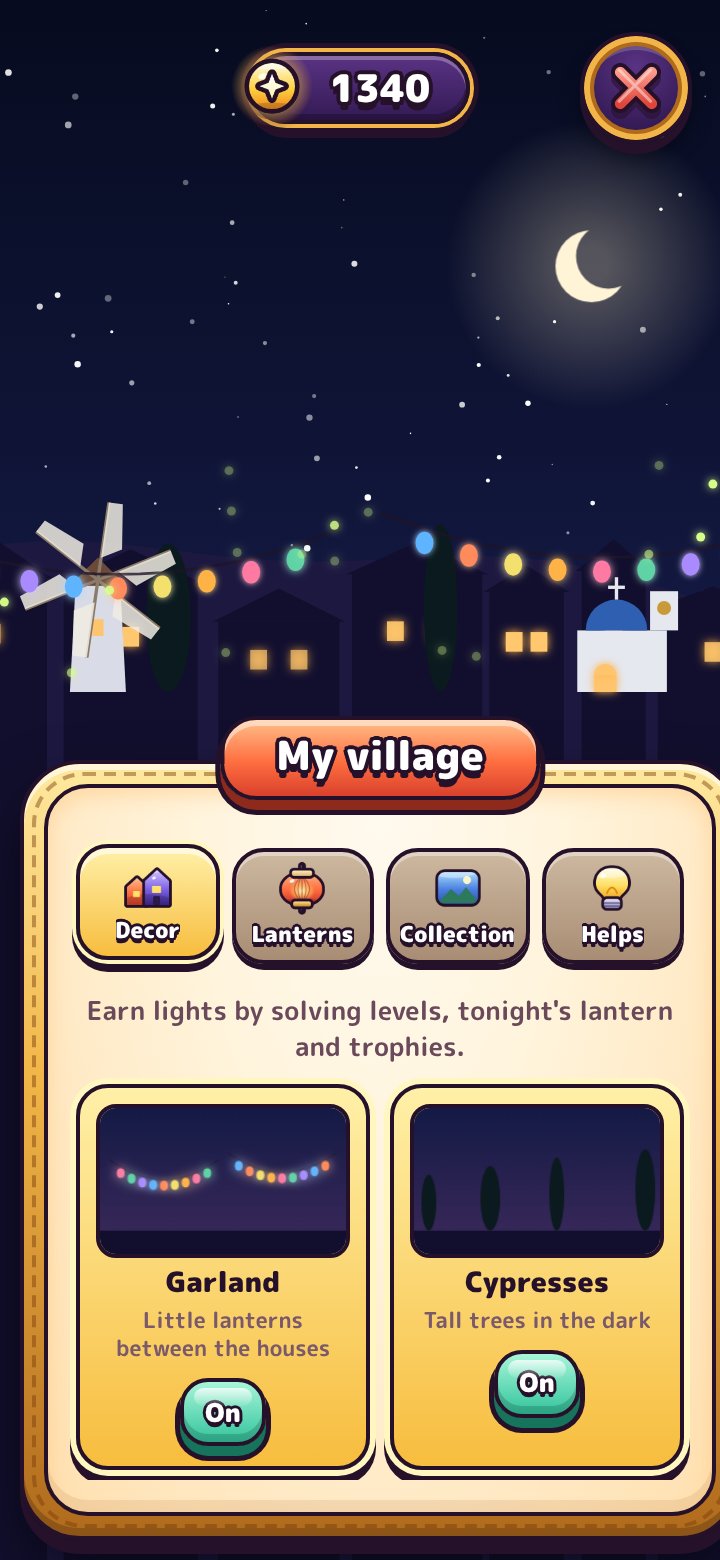 1340
My village
Decor
Lanterns
Collection
Helps
Earn lights by solving levels, tonight's lantern
and trophies.
Garland
Little lanterns
between the houses
On
Cypresses
Tall trees in the dark
On